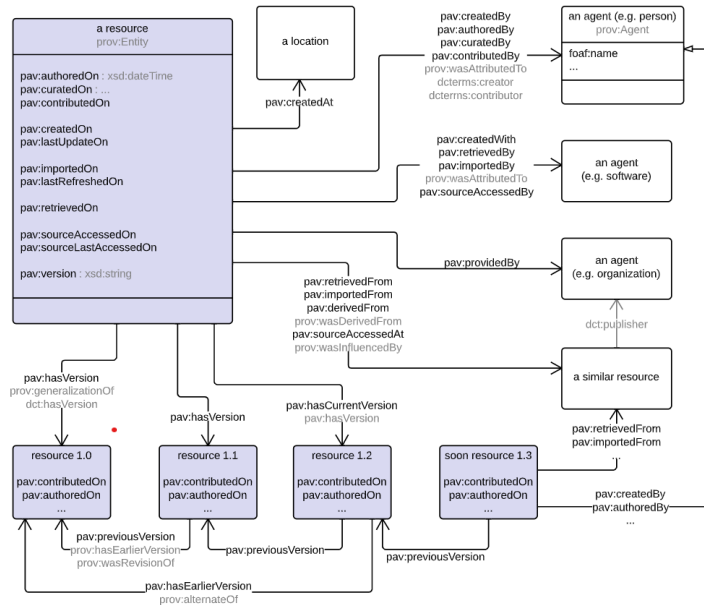 a resource
prov:Entity
pav:authoredOn : xsd:dateTime
pav:curatedOn : ...
pav:contributedOn
pav:createdOn
pav:lastUpdateOn
pav:importedOn
pav:lastRefreshedOn
pav:retrievedOn
pav:sourceAccessedOn
pav:sourceLastAccessedOn
pav:version : xsd:string
a location
pav:createdAt
pav:createdBy
pav:authoredBy
pav:curatedBy
pav:contributedBy
prov:wasAttributedTo
dcterms:creator
dcterms:contributor
an agent (e.g. person)
prov:Agent
foaf:name
...
pav:createdWith
pav:retrievedBy
pav:importedBy
prov:wasAttributedTo
pav:sourceAccessedBy
an agent
(e.g. software)
pav:providedBy
an agent
(e.g. organization)
pav:retrievedFrom
pav:importedFrom
pav:derivedFrom
prov:wasDerivedFrom
pav:sourceAccessedAt
prov:wasInfluencedBy
dct:publisher
a similar resource
pav:hasVersion
prov:generalizationOf
dct:hasVersion
pav:hasVersion
pav:hasCurrentVersion
pav:hasVersion
pav:retrievedFrom
pav:importedFrom
...
resource 1.0
pav:contributedOn
pav:authoredOn
...
resource 1.1
pav:contributedOn
pav:authoredOn
...
resource 1.2
pav:contributedOn
pav:authoredOn
...
soon resource 1.3
pav:contributedOn
pav:authoredOn
...
pav:createdBy
pav:authoredBy
...
pav:previousVersion
prov:hasEarlierVersion
prov:wasRevisionOf
pav:previousVersion
pav:previousVersion
pav:hasEarlierVersion
prov:alternateOf